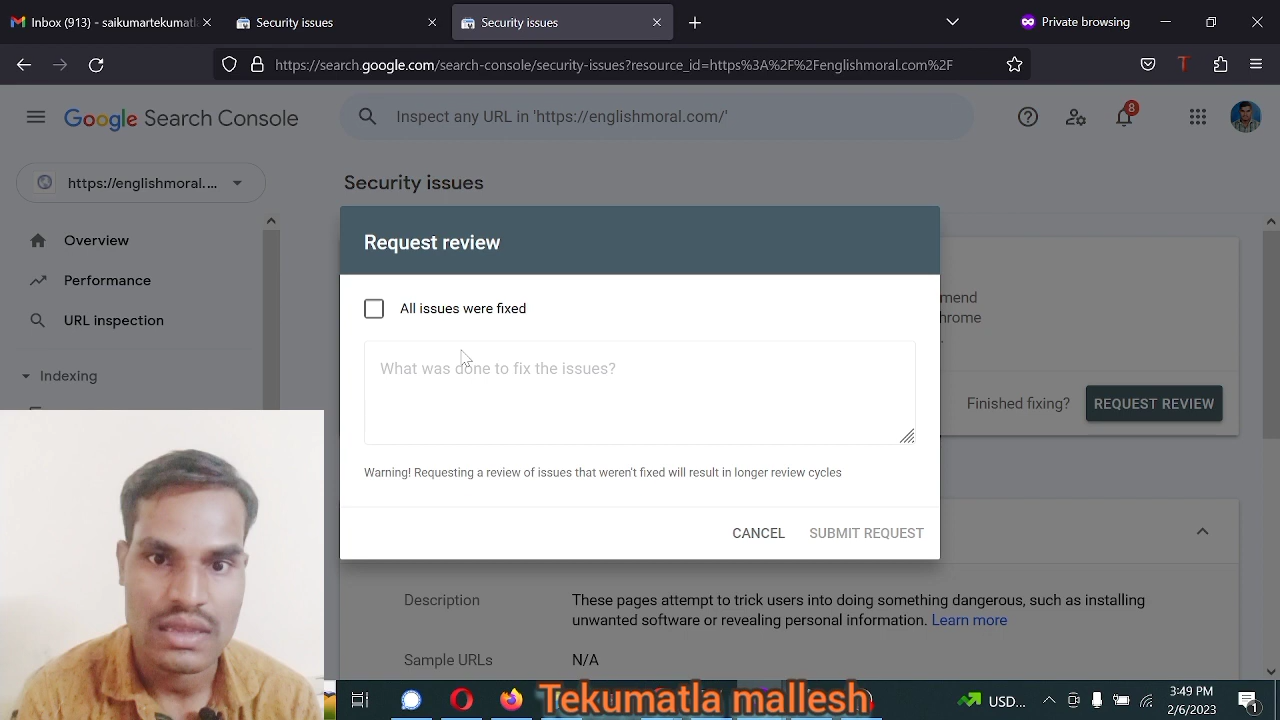 Inbox (913) - saikumartekumatla
Security issues
Security issues
Private browsing
https://search.google.com/search-console/security-issues?resource_id=https%3A%2F%2Fenglishmoral.com%2F
Google Search Console
Inspect any URL in 'https://englishmoral.com/'
8
https://englishmoral....
Security issues
Overview
Performance
URL inspection
Indexing
Request review
All issues were fixed
What was done to fix the issues?
Warning! Requesting a review of issues that weren't fixed will result in longer review cycles
CANCEL
SUBMIT REQUEST
mend
chrome
.
Finished fixing?
REQUEST REVIEW
Description
These pages attempt to trick users into doing something dangerous, such as installing
unwanted software or revealing personal information. Learn more
Sample URLs
N/A
Tekumatla mallesh
USD...
3:49 PM
2/6/2023
1